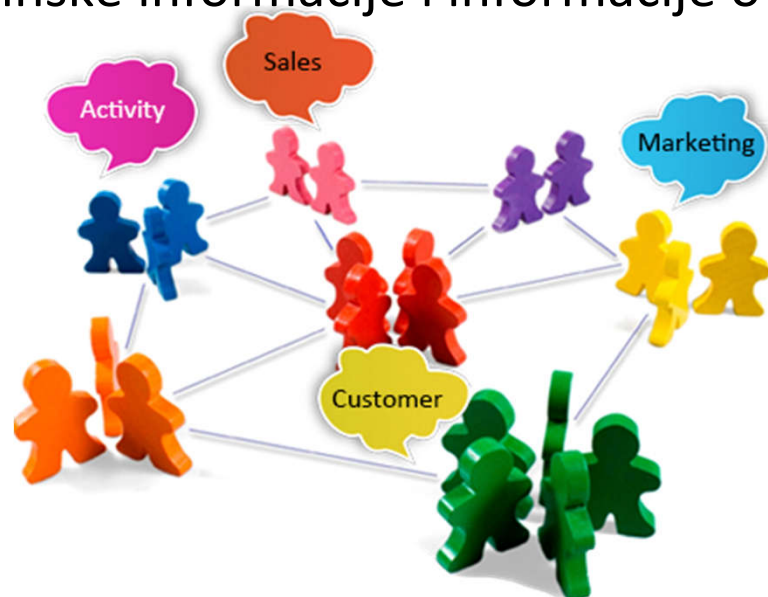 informacije i informacije o
Sales
Activity
Marketing
Customer